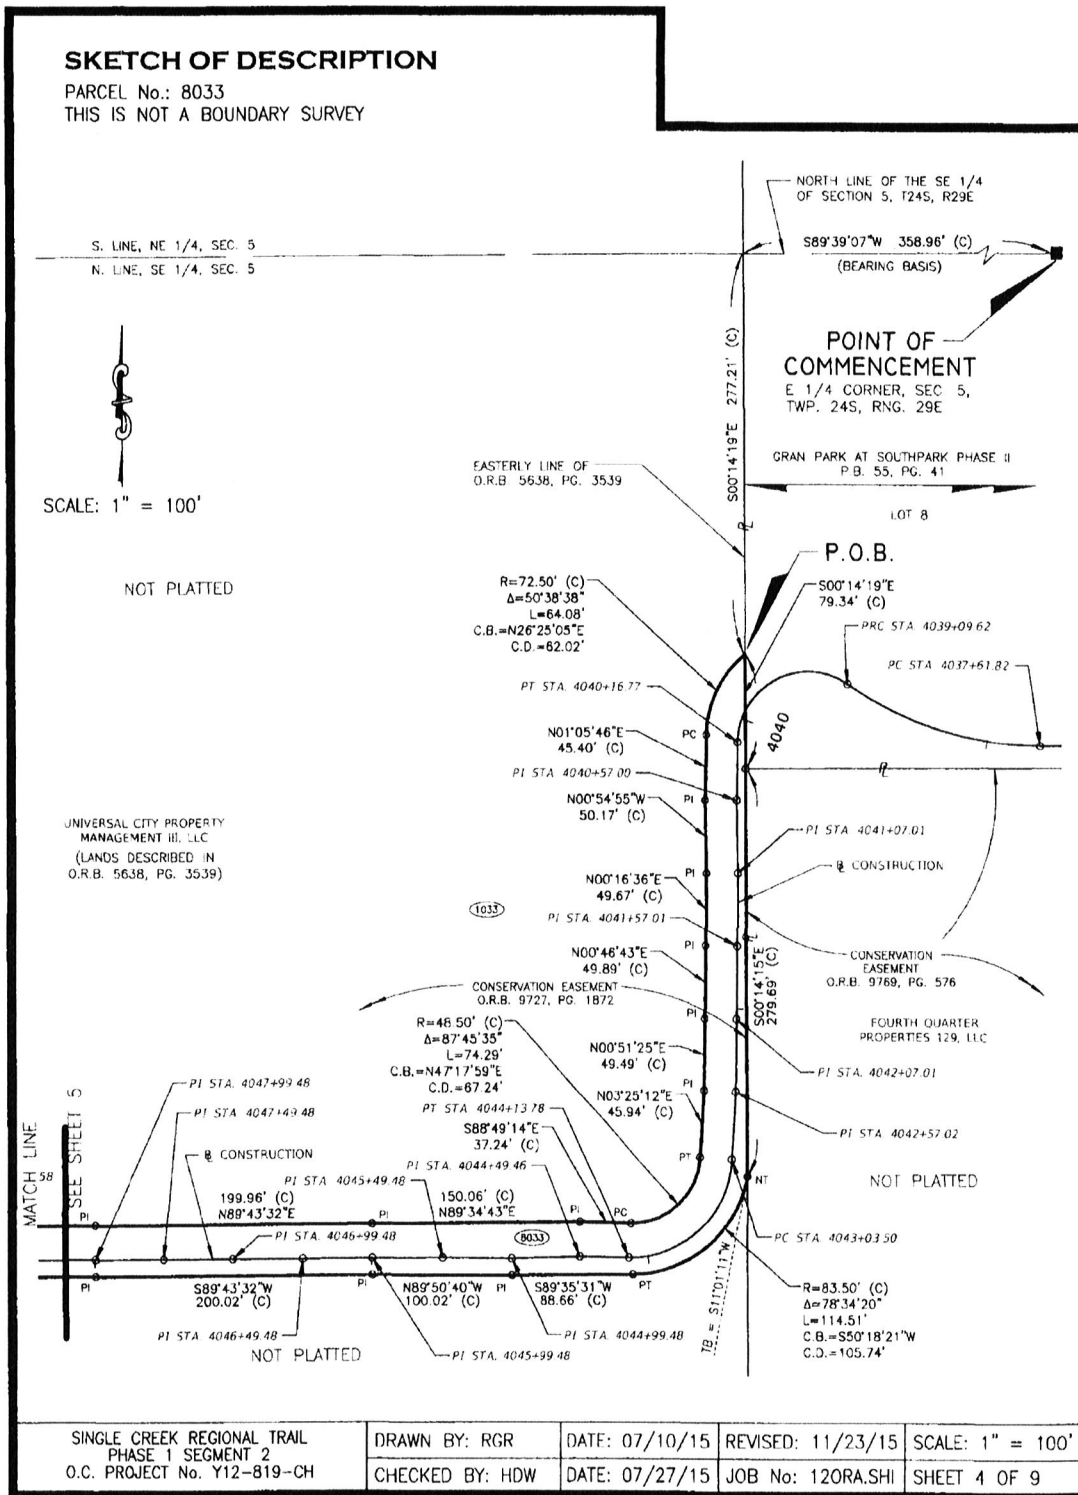 SKETCH OF DESCRIPTION
PARCEL No.: 8033
THIS IS NOT A BOUNDARY SURVEY
NORTH LINE OF THE SE 1/4
OF SECTION 5, T24S, R29E
S. LINE, NE 1/4, SEC. 5
N. LINE, SE 1/4, SEC. 5
S89°39'07"W 358.96' (C)
(BEARING BASIS)
POINT OF
COMMENCEMENT
E 1/4 CORNER, SEC 5,
TWP. 24S, RNG. 29E
S00°14'19"E 277.21' (C)
SCALE: 1" = 100'
EASTERLY LINE OF
O.R.B 5638, PG. 3539
GRAN PARK AT SOUTHPARK PHASE II
P.B. 55, PG. 41
LOT 8
NOT PLATTED
P.O.B.
S00°14'19"E
79.34' (C)
R=72.50' (C)
Δ=50°38'38"
L=64.08'
C.B.=N26°25'05"E
C.D.=62.02'
PRC STA 4039+09.62
PC STA 4037+61.82
PT STA. 4040+16.77
4040
PC
N01°05'46"E
45.40' (C)
PI STA 4040+57.00
N00°54'55"W
50.17' (C)
PI
PI STA. 4041+07.01
UNIVERSAL CITY PROPERTY
MANAGEMENT III, LLC
(LANDS DESCRIBED IN
O.R.B. 5638, PG. 3539)
PI
CONSTRUCTION
N00°16'36"E
49.67' (C)
1033
PI STA. 4041+57.01
PI
N00°46'43"E
49.89' (C)
S00°14'15"E
279.69' (C)
CONSERVATION
EASEMENT
O.R.B. 9769, PG. 576
CONSERVATION EASEMENT
O.R.B. 9727, PG. 1872
PI
FOURTH QUARTER
PROPERTIES 129, LLC
R=48.50' (C)
Δ=87°45'35"
L=74.29'
C.B.=N47°17'59"E
C.D.=67.24'
N00°51'25"E
49.49' (C)
PI STA. 4042+07.01
PI
N03°25'12"E
45.94' (C)
PI STA. 4047+99.48
PI STA 4047+49.48
PT STA 4044+13.78
S88°49'14"E
37.24' (C)
PI STA. 4042+57.02
PT
MATCH LINE
SEE SHEET 5
58
CONSTRUCTION
PI STA. 4044+49.46
PI STA. 4045+49.48
NT
NOT PLATTED
199.96' (C)
N89°43'32"E
150.06' (C)
N89°34'43"E
PI
PI
PI
PC
PI STA. 4046+99.48
8033
PC STA. 4043+03.50
PI
PI
PI
PT
S89°43'32"W
200.02' (C)
N89°50'40"W
100.02' (C)
S89°35'31"W
88.66' (C)
TB = S11°01'11"W
R=83.50' (C)
Δ=78°34'20"
L=114.51'
C.B.=S50°18'21"W
C.D.=105.74'
PI STA. 4046+49.48
PI STA. 4045+99.48
PI STA. 4044+99.48
NOT PLATTED
SINGLE CREEK REGIONAL TRAIL
PHASE 1 SEGMENT 2
O.C. PROJECT No. Y12-819-CH
DRAWN BY: RGR
DATE: 07/10/15
REVISED: 11/23/15
SCALE: 1" = 100'
CHECKED BY: HDW
DATE: 07/27/15
JOB No: 12ORA.SHI
SHEET 4 OF 9